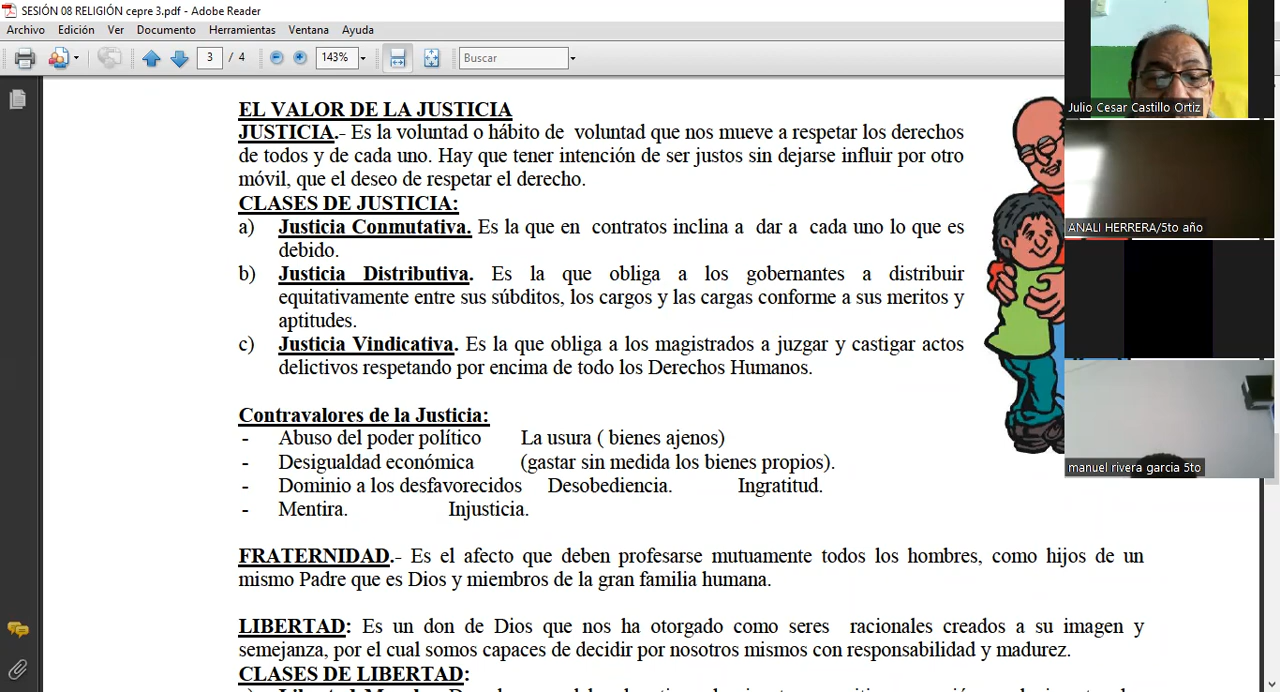 SESIÓN 08 RELIGIÓN cepre 3.pdf - Adobe Reader
Archivo Edición Ver Documento Herramientas Ventana Ayuda
3 / 4 143% Buscar
EL VALOR DE LA JUSTICIA
JUSTICIA.- Es la voluntad o hábito de voluntad que nos mueve a respetar los derechos
de todos y de cada uno. Hay que tener intención de ser justos sin dejarse influir por otro
móvil, que el deseo de respetar el derecho.
CLASES DE JUSTICIA:
a) Justicia Conmutativa. Es la que en contratos inclina a dar a cada uno lo que es
debido.
b) Justicia Distributiva. Es la que obliga a los gobernantes a distribuir
equitativamente entre sus súbditos, los cargos y las cargas conforme a sus meritos y
aptitudes.
c) Justicia Vindicativa. Es la que obliga a los magistrados a juzgar y castigar actos
delictivos respetando por encima de todo los Derechos Humanos.
Contravalores de la Justicia:
- Abuso del poder político La usura ( bienes ajenos)
- Desigualdad económica (gastar sin medida los bienes propios).
- Dominio a los desfavorecidos Desobediencia. Ingratitud.
- Mentira. Injusticia.
FRATERNIDAD.- Es el afecto que deben profesarse mutuamente todos los hombres, como hijos de un
mismo Padre que es Dios y miembros de la gran familia humana.
LIBERTAD: Es un don de Dios que nos ha otorgado como seres racionales creados a su imagen y
semejanza, por el cual somos capaces de decidir por nosotros mismos con responsabilidad y madurez.
CLASES DE LIBERTAD:
Julio Cesar Castillo Ortiz
ANALI HERRERA/5to año
manuel rivera garcia 5to